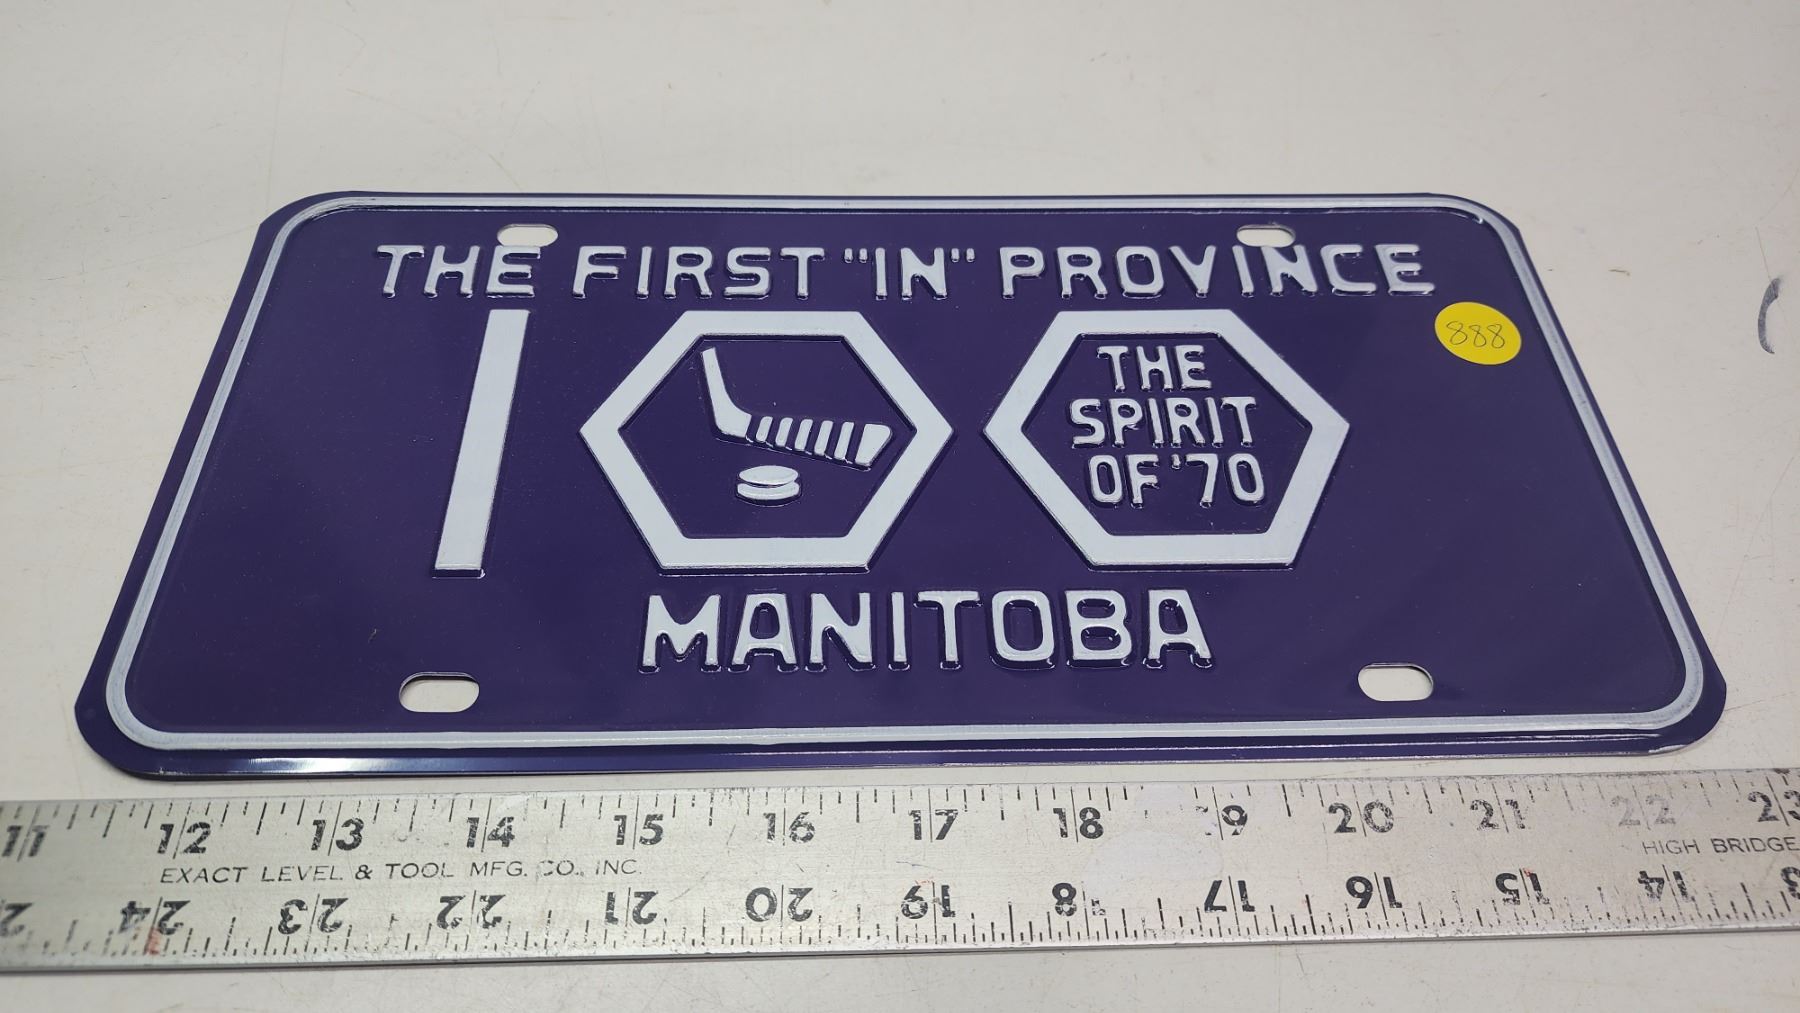 THE FIRST "IN" PROVINCE
888
100
THE
SPIRIT
OF '70
MANITOBA
11 12 13 14 15 16 17 18 19 20 21 22 23
EXACT LEVEL & TOOL MFG. CO., INC.
HIGH BRIDGE
24 23 22 21 20 19 18 17 16 15 14